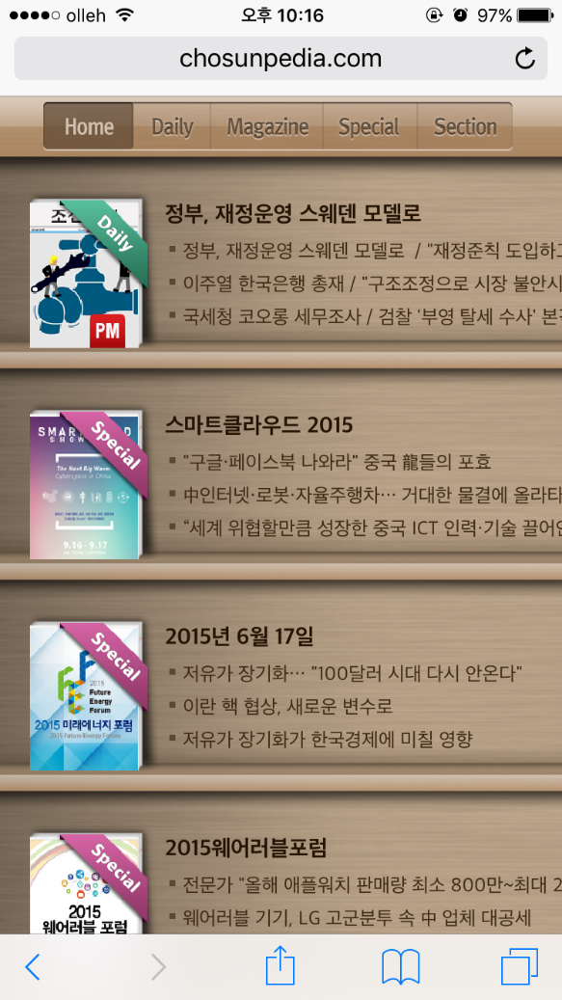 olleh 오후 10:16 97%
chosunpedia.com
Home Daily Magazine Special Section
Daily
PM
정부, 재정운영 스웨덴 모델로
정부, 재정운영 스웨덴 모델로 / "재정준칙 도입하고
이주열 한국은행 총재 / "구조조정으로 시장 불안시
국세청 코오롱 세무조사 / 검찰 '부영 탈세 수사' 본격
Special
The Next Big Wave:
Cyberspace in China
9.16 - 9.17
스마트클라우드 2015
"구글·페이스북 나와라" 중국 龍들의 포효
中인터넷·로봇·자율주행차… 거대한 물결에 올라타
"세계 위협할만큼 성장한 중국 ICT 인력·기술 끌어안
Special
2015
Future
Energy
Forum
2015 미래에너지 포럼
2015 Future Energy Forum
2015년 6월 17일
저유가 장기화… "100달러 시대 다시 안온다"
이란 핵 협상, 새로운 변수로
저유가 장기화가 한국경제에 미칠 영향
Special
2015
웨어러블 포럼
2015웨어러블포럼
전문가 "올해 애플워치 판매량 최소 800만~최대 2
웨어러블 기기, LG 고군분투 속 中 업체 대공세